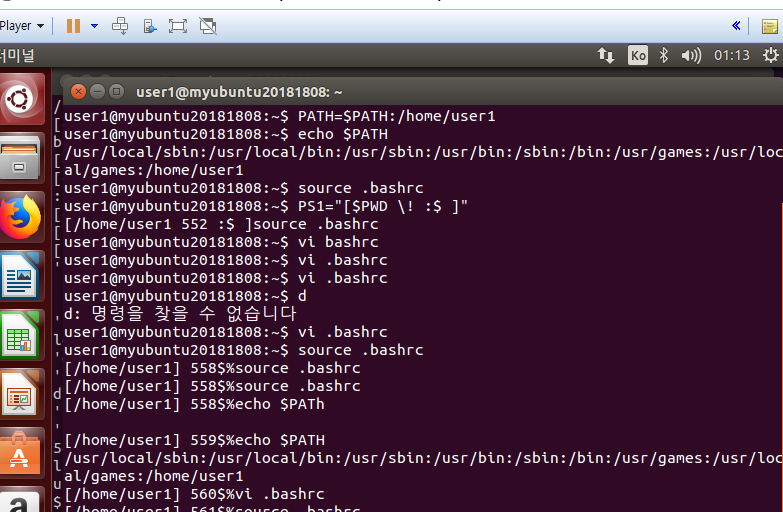 Player
터미널
Ko
01:13
user1@myubuntu20181808: ~
user1@myubuntu20181808:~$ PATH=$PATH:/home/user1
user1@myubuntu20181808:~$ echo $PATH
/usr/local/sbin:/usr/local/bin:/usr/sbin:/usr/bin:/sbin:/bin:/usr/games:/usr/loc
al/games:/home/user1
user1@myubuntu20181808:~$ source .bashrc
user1@myubuntu20181808:~$ PS1="[$PWD \! :$ ]"
[/home/user1 552 :$ ]source .bashrc
user1@myubuntu20181808:~$ vi bashrc
user1@myubuntu20181808:~$ vi .bashrc
user1@myubuntu20181808:~$ vi .bashrc
user1@myubuntu20181808:~$ d
d: 명령을 찾을 수 없습니다
user1@myubuntu20181808:~$ vi .bashrc
user1@myubuntu20181808:~$ source .bashrc
[/home/user1] 558$%source .bashrc
[/home/user1] 558$%source .bashrc
[/home/user1] 558$%echo $PATh
[/home/user1] 559$%echo $PATH
/usr/local/sbin:/usr/local/bin:/usr/sbin:/usr/bin:/sbin:/bin:/usr/games:/usr/loc
al/games:/home/user1
[/home/user1] 560$%vi .bashrc
[/home/user1] 561$%source .bashrc